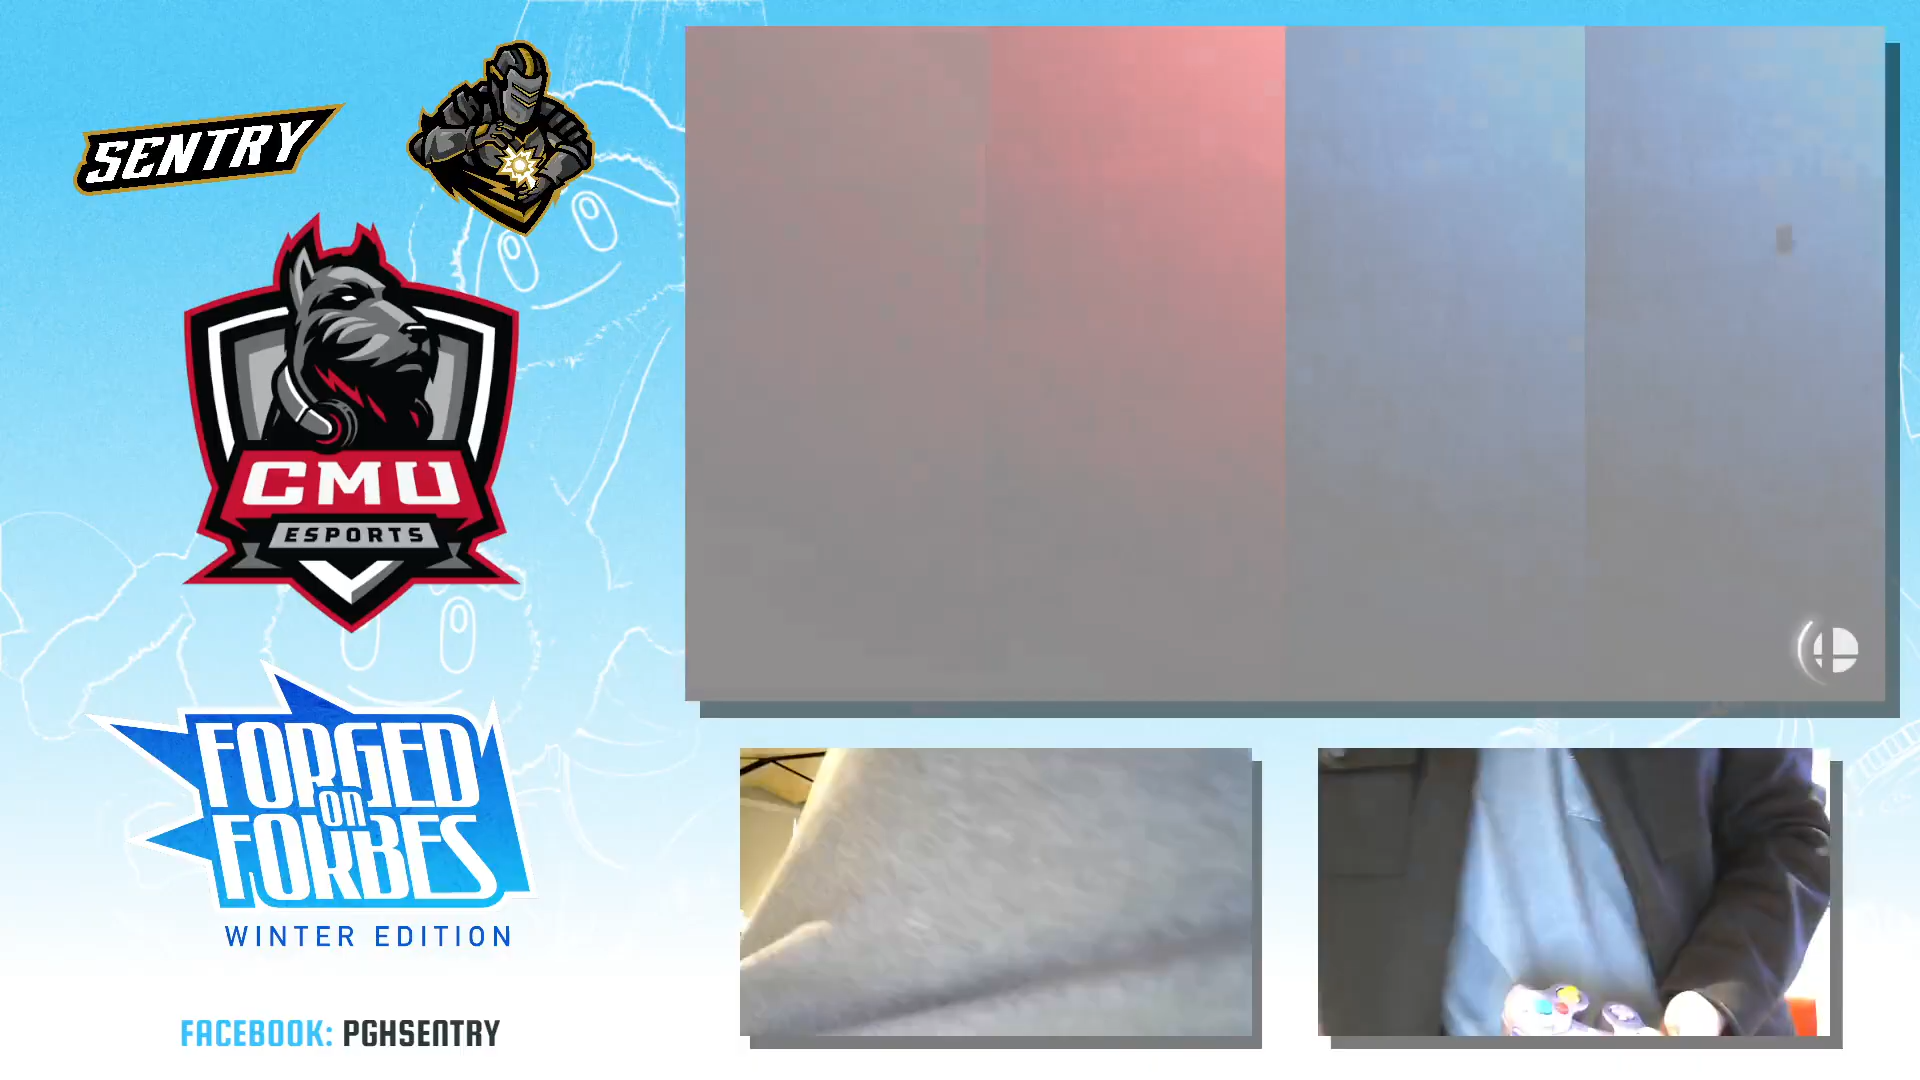 SENTRY
CMU
ESPORTS
FORGED
ON
FORBES
WINTER EDITION
FACEBOOK: PGHSENTRY